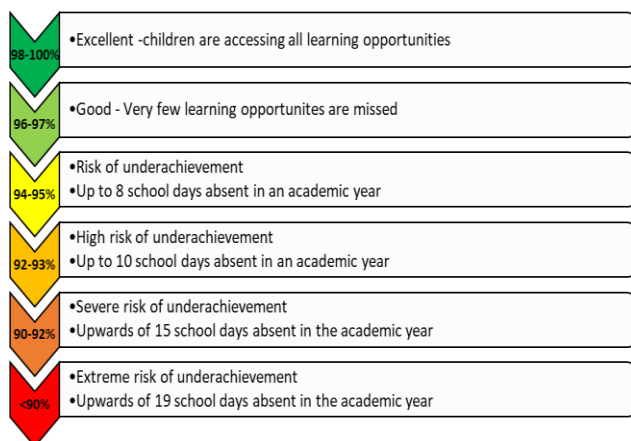 98-100%
•Excellent -children are accessing all learning opportunities
96-97%
•Good - Very few learning opportunites are missed
94-95%
•Risk of underachievement
•Up to 8 school days absent in an academic year
92-93%
•High risk of underachievement
•Up to 10 school days absent in an academic year
90-92%
•Severe risk of underachievement
•Upwards of 15 school days absent in the academic year
<90%
•Extreme risk of underachievement
•Upwards of 19 school days absent in the academic year